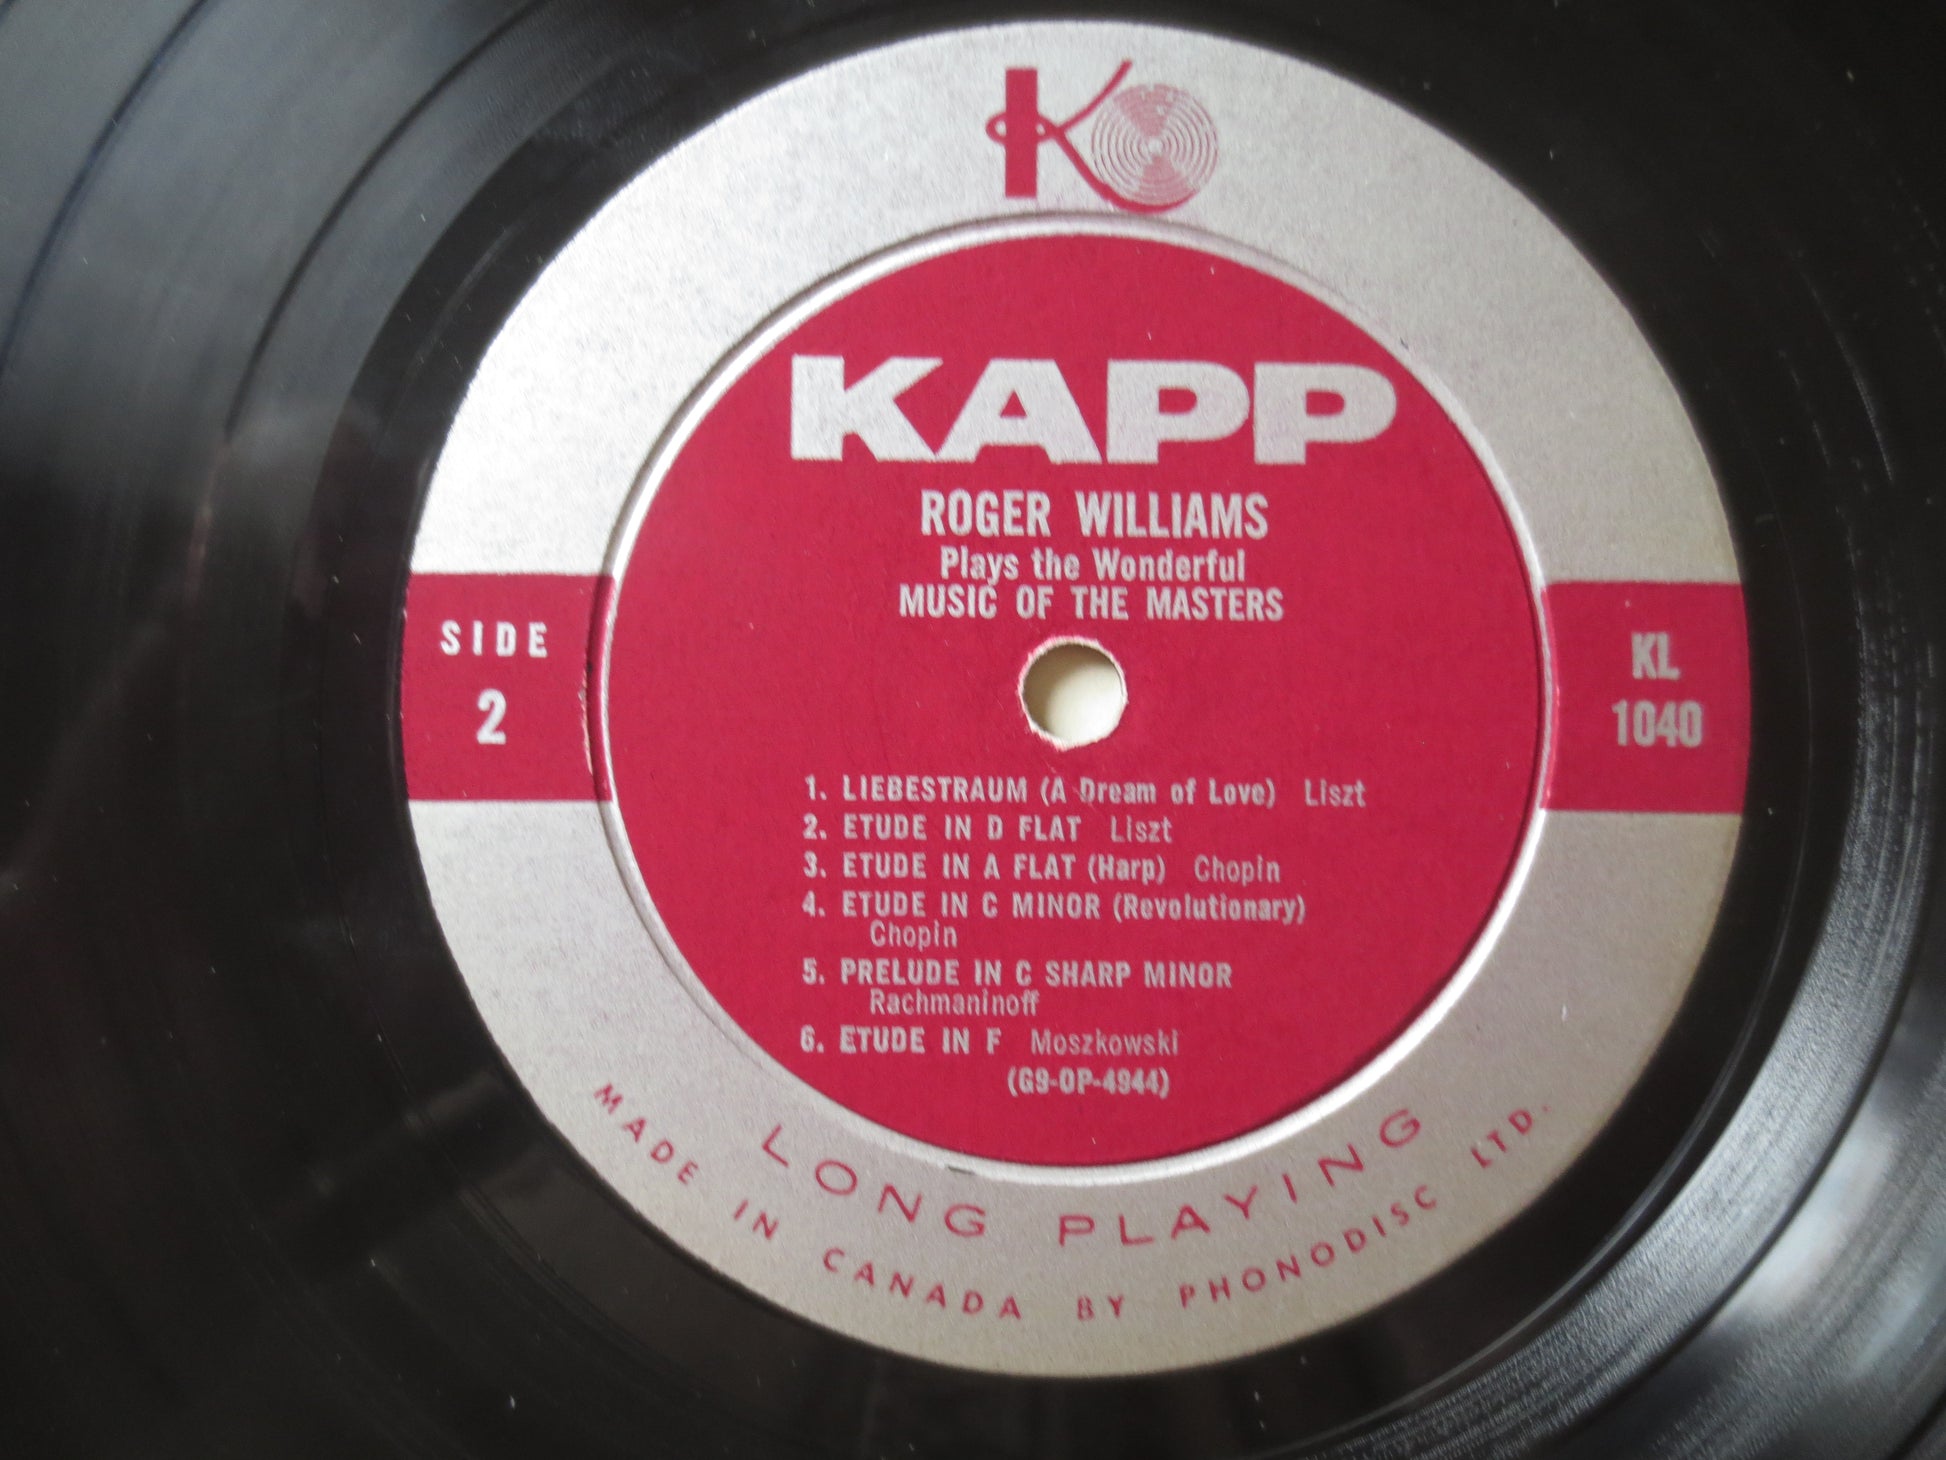 K
KAPP
ROGER WILLIAMS
Plays the Wonderful
MUSIC OF THE MASTERS
SIDE
2
KL
1040
1. LIEBESTRAUM (A Dream of Love) Liszt
2. ETUDE IN D FLAT Liszt
3. ETUDE IN A FLAT (Harp) Chopin
4. ETUDE IN C MINOR (Revolutionary)
Chopin
5. PRELUDE IN C SHARP MINOR
Rachmaninoff
6. ETUDE IN F Moszkowski
(G9-OP-4944)
LONG PLAYING
MADE IN CANADA BY PHONODISC LTD.